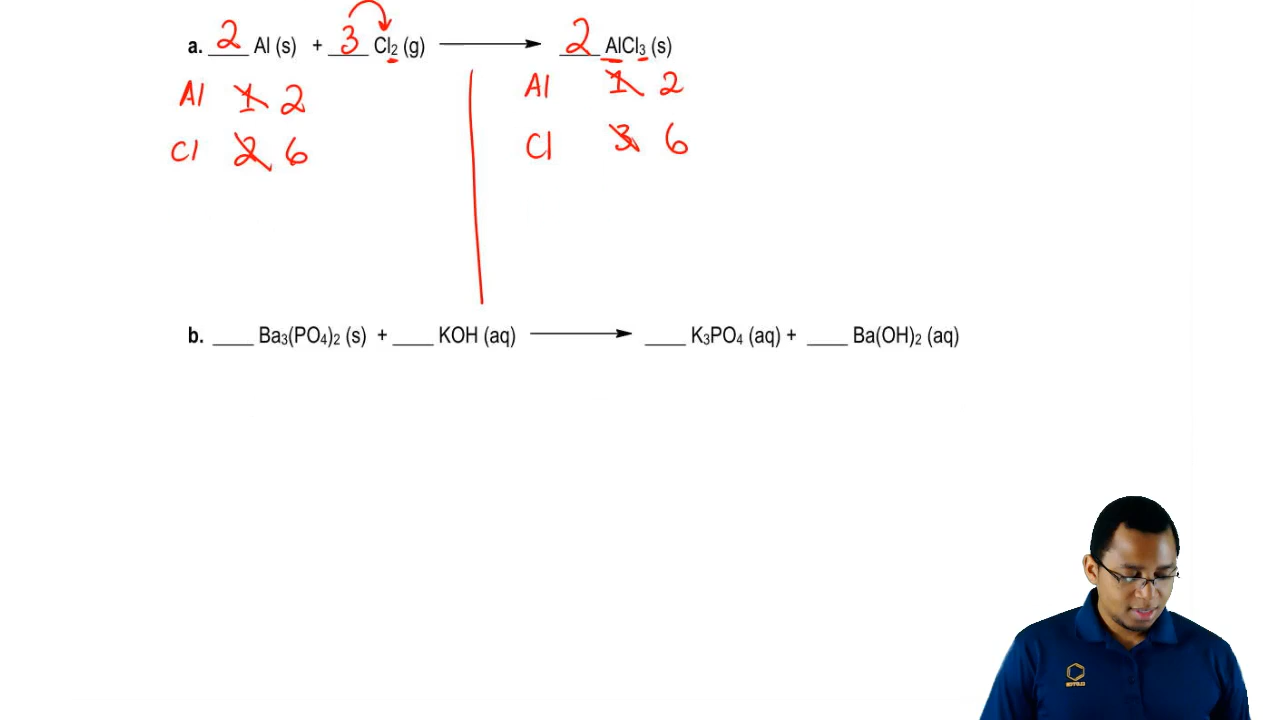 a. 2 Al (s) + 3 Cl₂ (g) ⟶ 2 AlCl₃ (s)
Al 1 2 Al 1 2
Cl 2 6 Cl 3 6
b. ____ Ba₃(PO₄)₂ (s) + ____ KOH (aq) ⟶ ____ K₃PO₄ (aq) + ____ Ba(OH)₂ (aq)